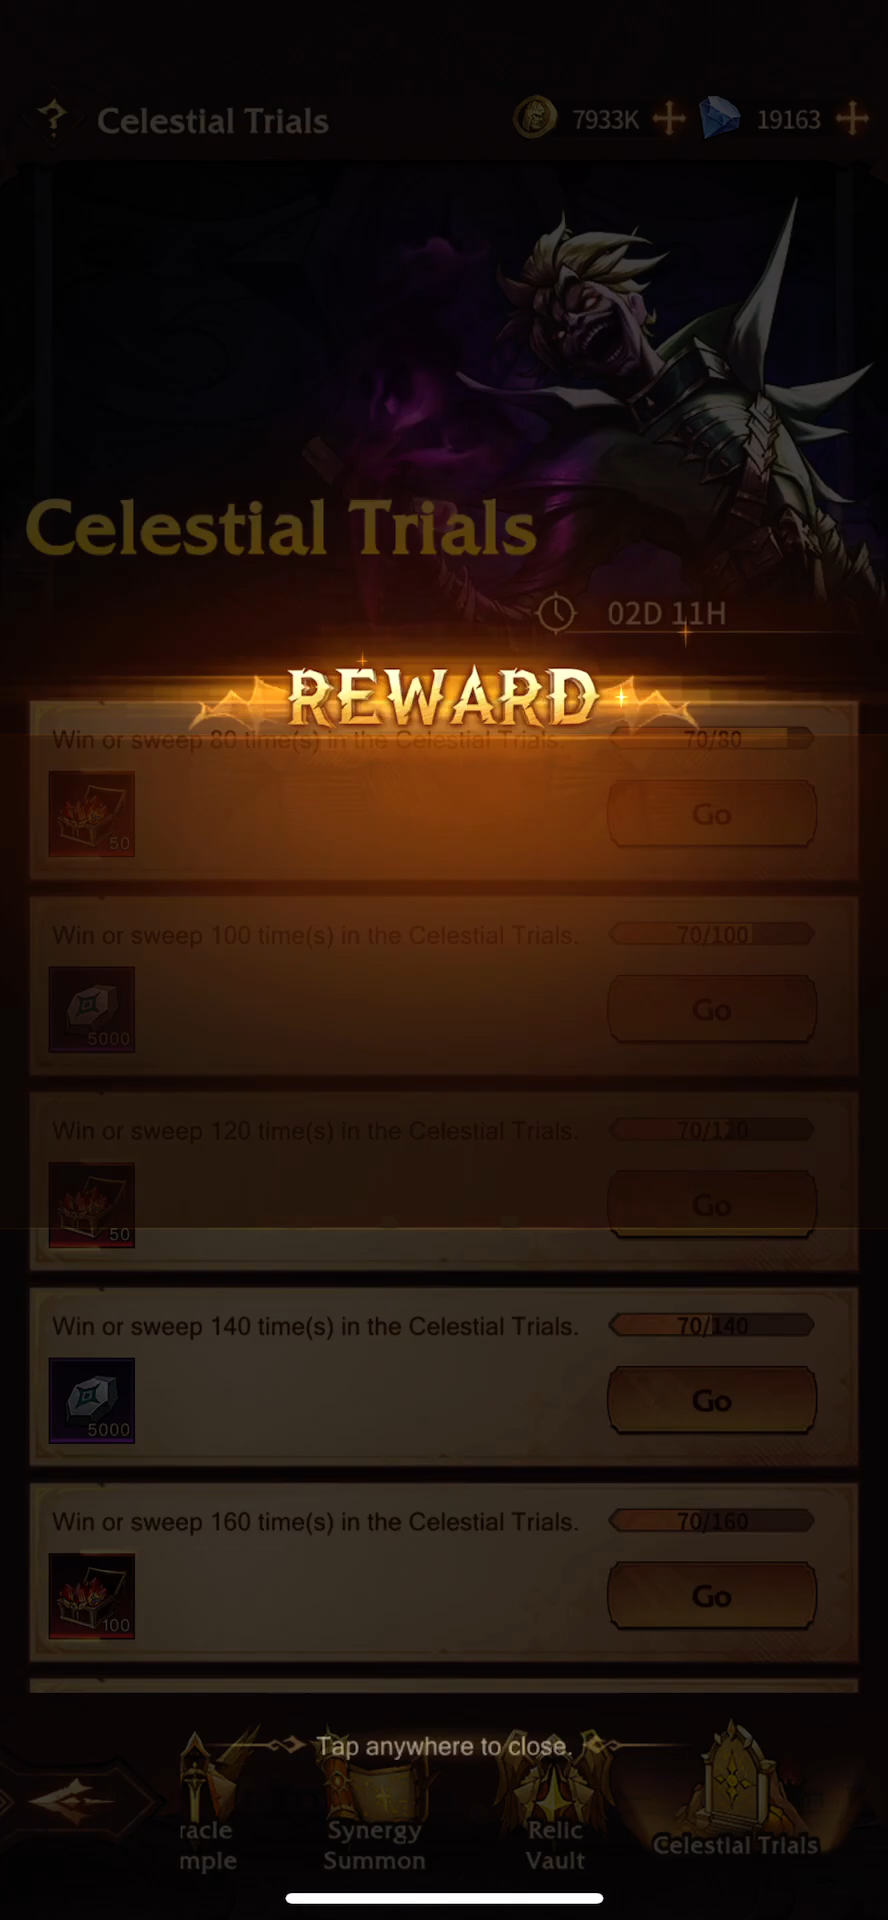 Celestial Trials
7933K
19163
Celestial Trials
02D 11H
REWARD
Win or sweep 80 time(s) in the Celestial Trials.
70/80
50
Go
Win or sweep 100 time(s) in the Celestial Trials.
70/100
5000
Go
Win or sweep 120 time(s) in the Celestial Trials.
70/120
50
Go
Win or sweep 140 time(s) in the Celestial Trials.
70/140
5000
Go
Win or sweep 160 time(s) in the Celestial Trials.
70/160
100
Go
Tap anywhere to close.
racle
mple
Synergy
Summon
Relic
Vault
Celestial Trials